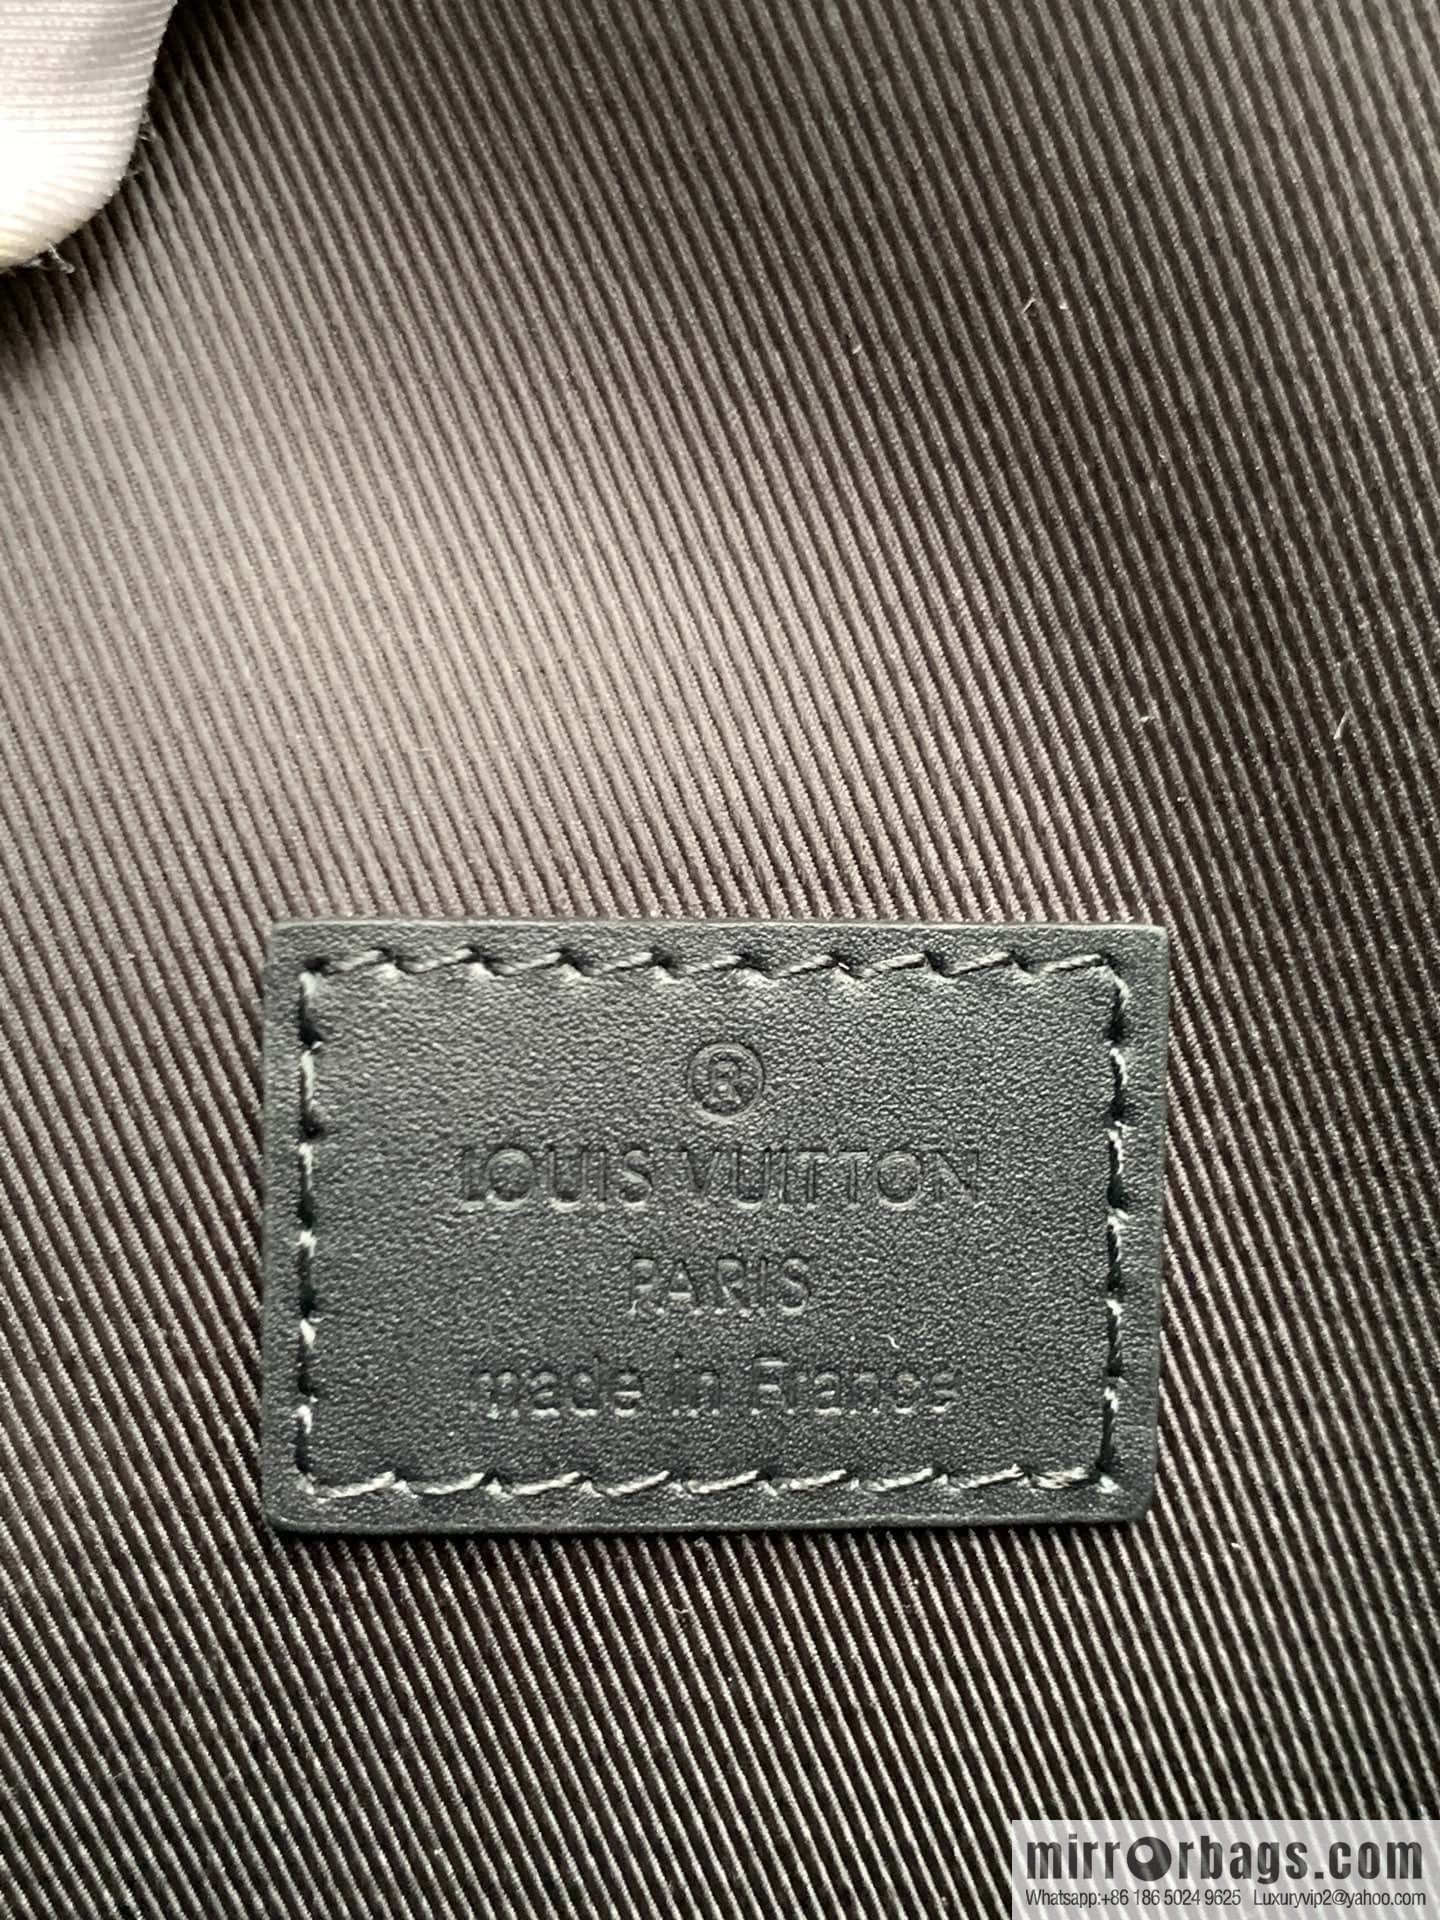 ®
LOUIS VUITTON
PARIS
made in France
mirrorbags.com
Whatsapp:+86 186 5024 9625 Luxuryvip2@yahoo.com